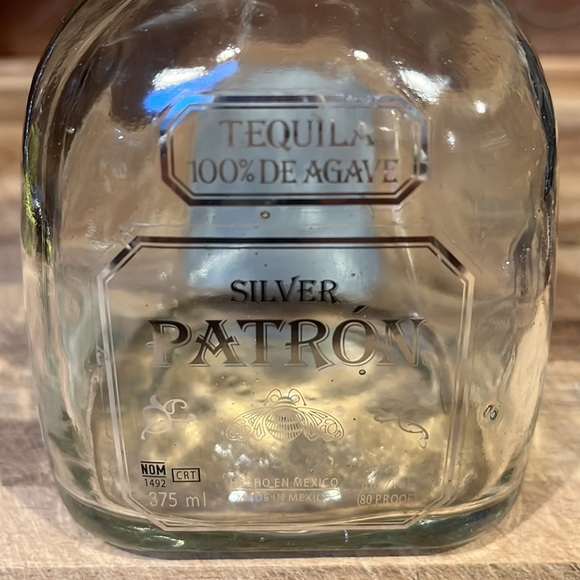 TEQUILA
100% DE AGAVE
SILVER
PATRÓN
NOM
1492
CRT
375 ml
HECHO EN MEXICO
MADE IN MEXICO
(80 PROOF)